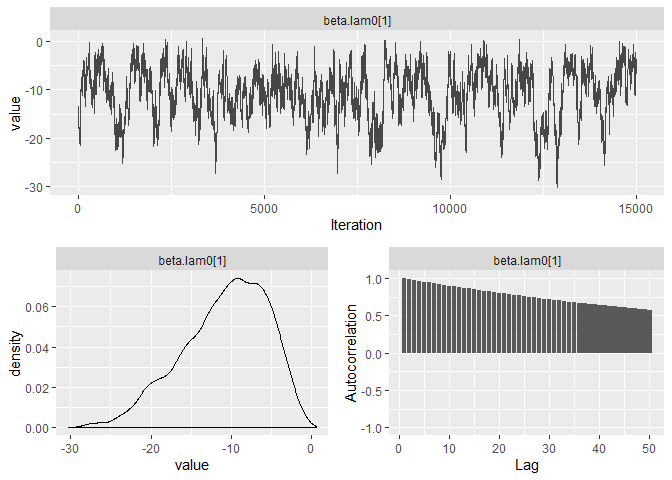 beta.lam0[1]
value
0
-10
-20
-30
0 5000 10000 15000
Iteration
beta.lam0[1]
density
0.06
0.04
0.02
0.00
-30 -20 -10 0
value
beta.lam0[1]
Autocorrelation
1.0
0.5
0.0
-0.5
-1.0
0 10 20 30 40 50
Lag